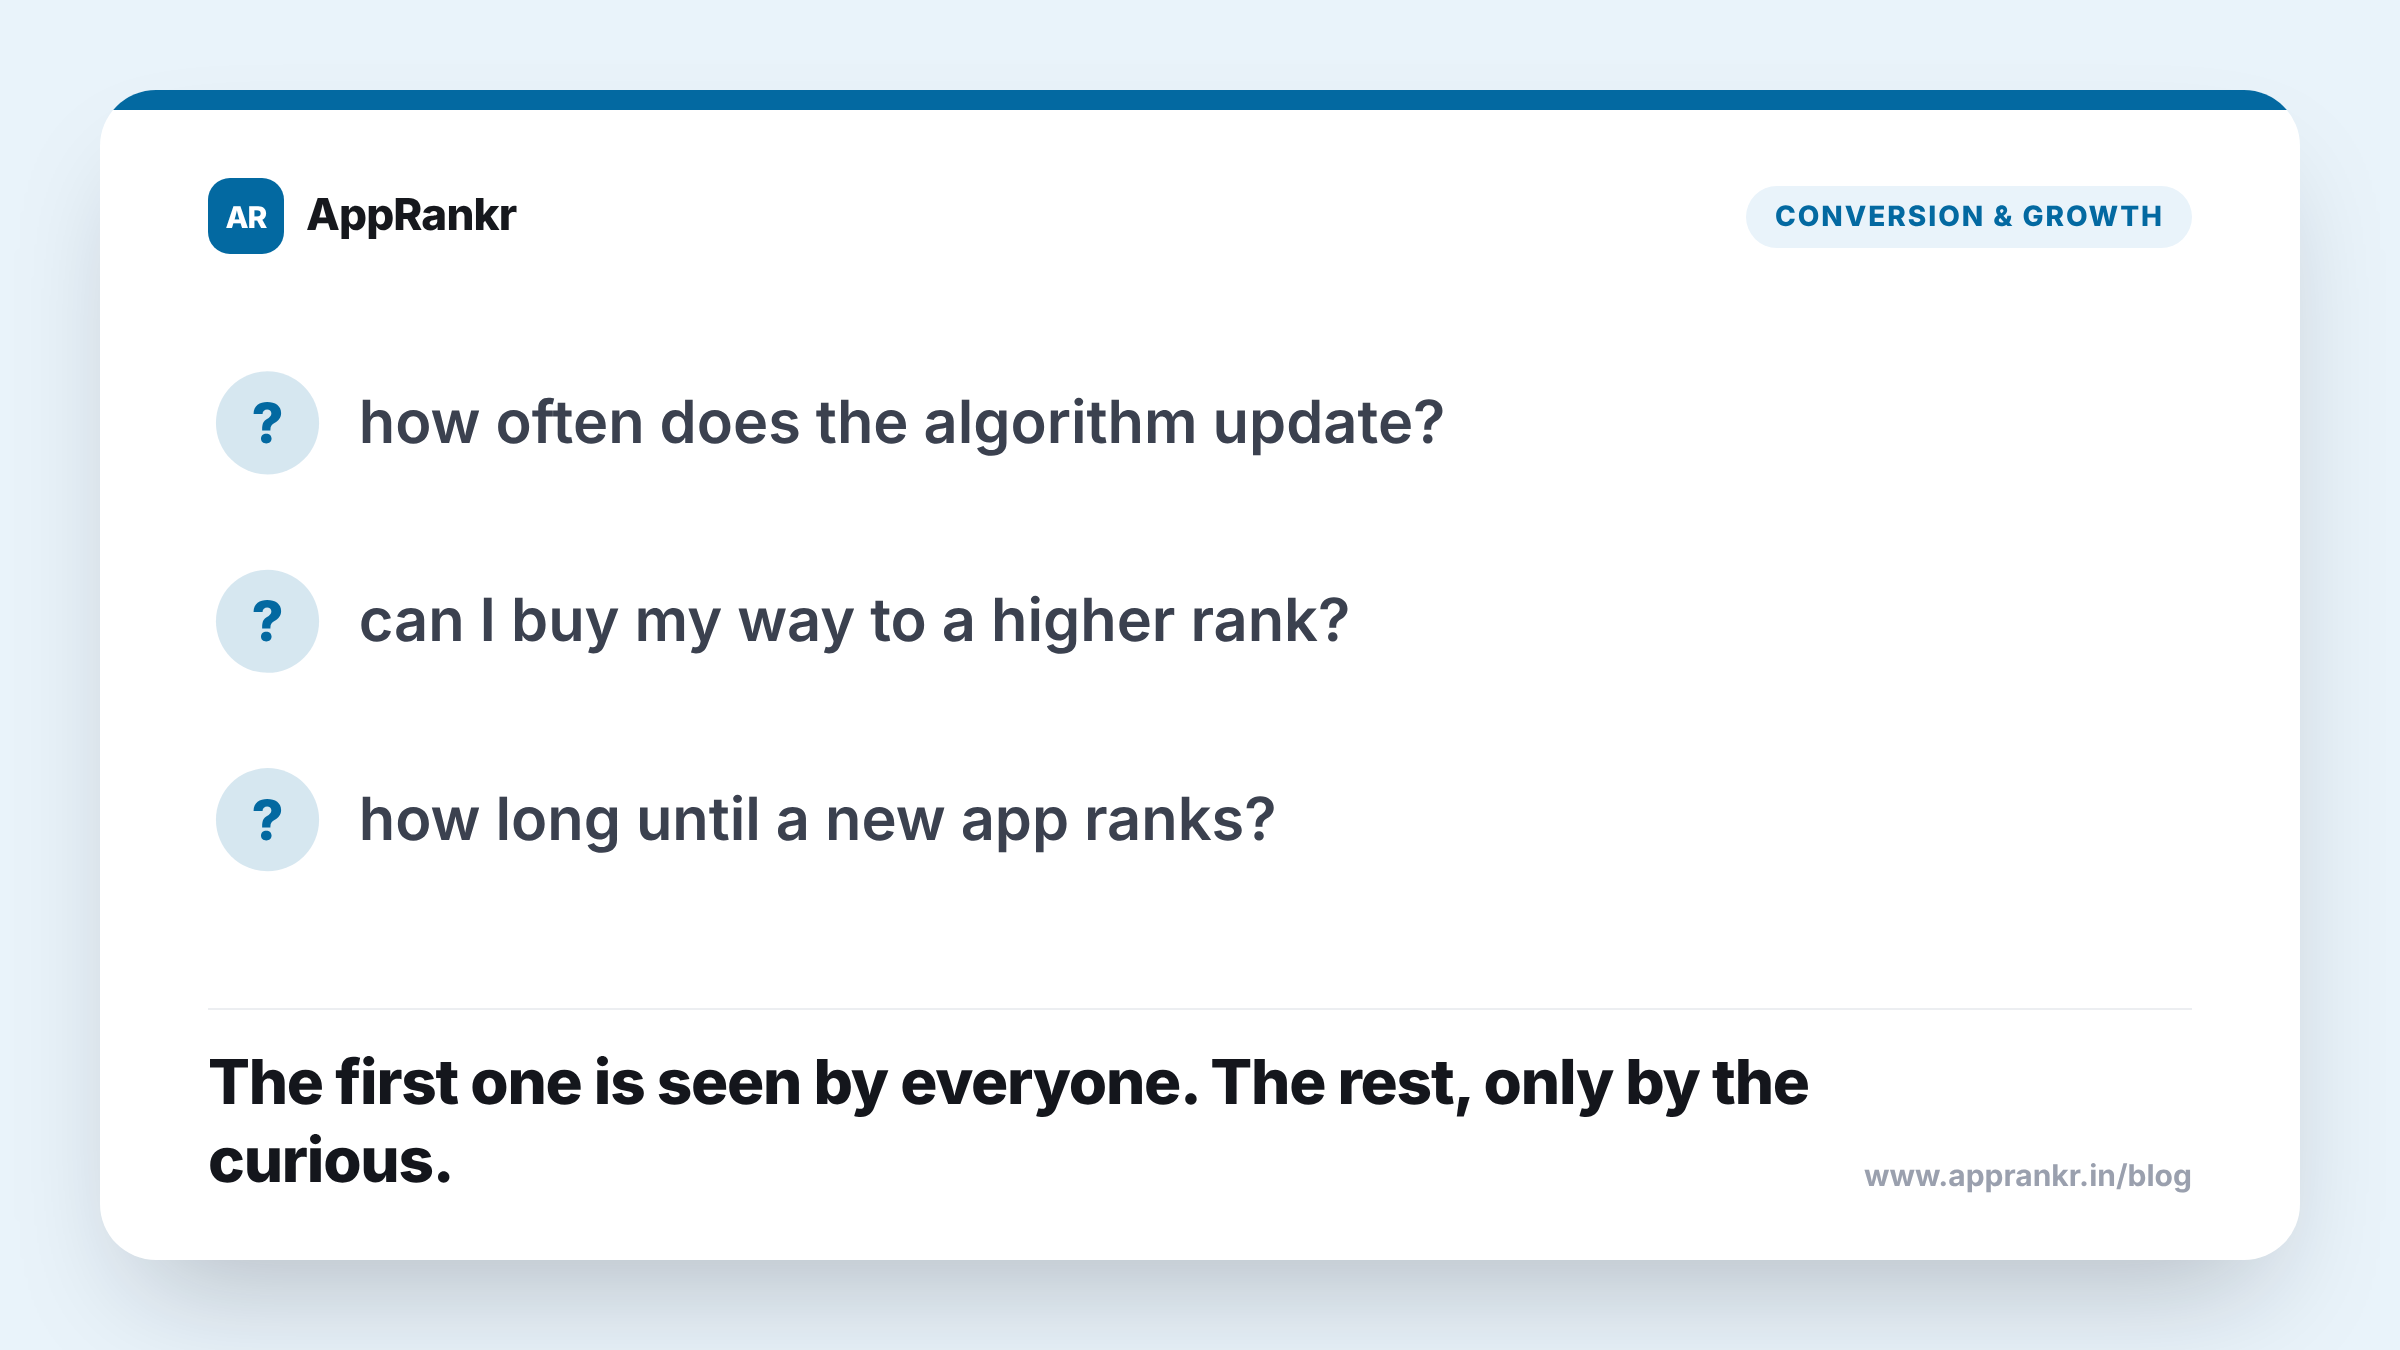 AR AppRankr
CONVERSION & GROWTH
? how often does the algorithm update?
? can I buy my way to a higher rank?
? how long until a new app ranks?
The first one is seen by everyone. The rest, only by the
curious.
www.apprankr.in/blog